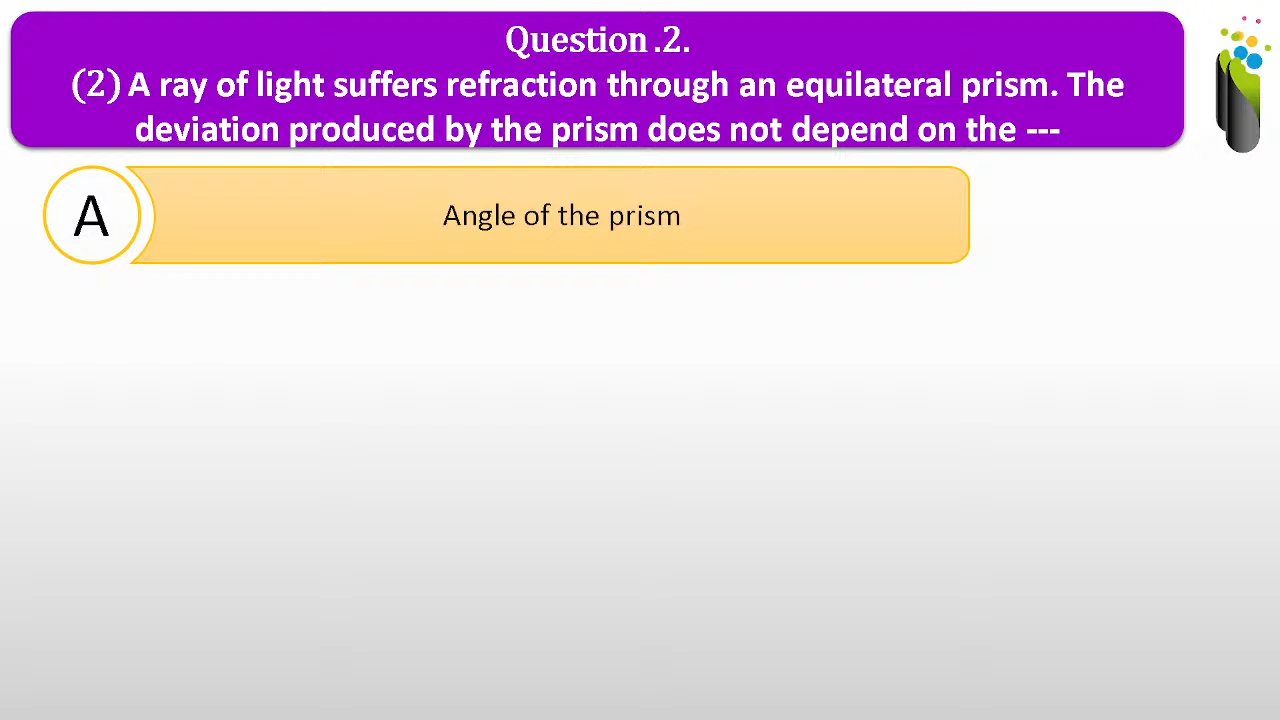 Question .2.
(2) A ray of light suffers refraction through an equilateral prism. The
deviation produced by the prism does not depend on the ---
A
Angle of the prism